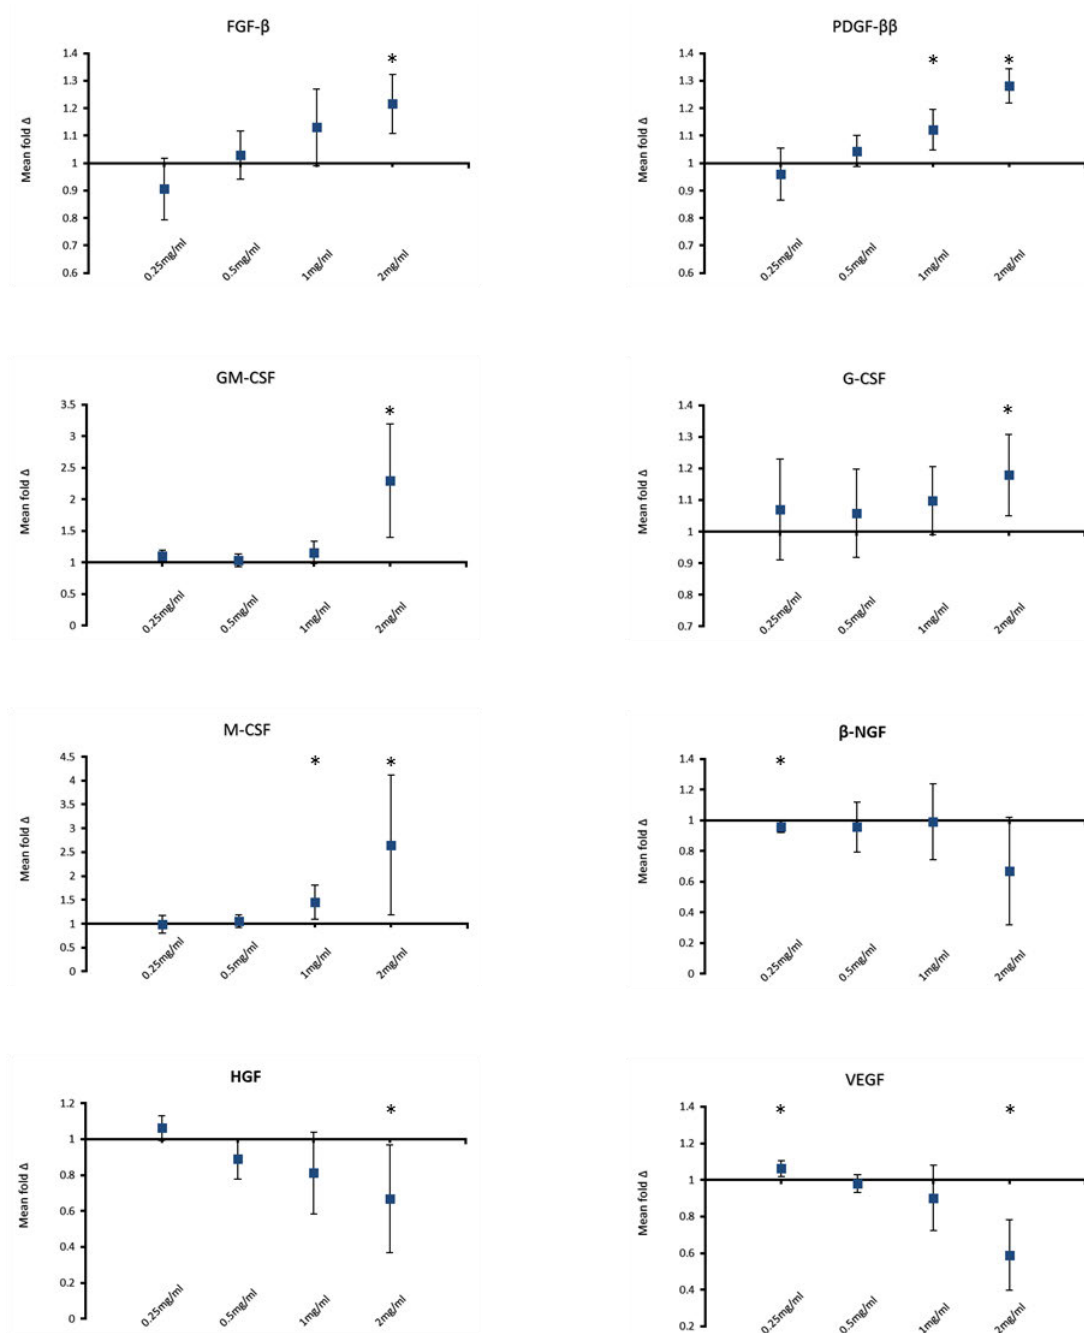 FGF-β
1.4
*
1.3
1.2
1.1
1
0.9
0.8
0.7
0.6
Mean fold Δ
0.25mg/ml
0.5mg/ml
1mg/ml
2mg/ml
PDGF-ββ
1.4
* *
1.3
1.2
1.1
1
0.9
0.8
0.7
0.6
Mean fold Δ
0.25mg/ml
0.5mg/ml
1mg/ml
2mg/ml
GM-CSF
3.5
*
3
2.5
2
1.5
1
0.5
0
Mean fold Δ
0.25mg/ml
0.5mg/ml
1mg/ml
2mg/ml
G-CSF
1.4
*
1.3
1.2
1.1
1
0.9
0.8
0.7
Mean fold Δ
0.25mg/ml
0.5mg/ml
1mg/ml
2mg/ml
M-CSF
4.5
* *
4
3.5
3
2.5
2
1.5
1
0.5
0
Mean fold Δ
0.25mg/ml
0.5mg/ml
1mg/ml
2mg/ml
β-NGF
1.4
*
1.2
1
0.8
0.6
0.4
0.2
0
Mean fold Δ
0.25mg/ml
0.5mg/ml
1mg/ml
2mg/ml
HGF
1.2
*
1
0.8
0.6
0.4
0.2
0
Mean fold Δ
0.25mg/ml
0.5mg/ml
1mg/ml
2mg/ml
VEGF
1.4
* *
1.2
1
0.8
0.6
0.4
0.2
Mean fold Δ
0.25mg/ml
0.5mg/ml
1mg/ml
2mg/ml